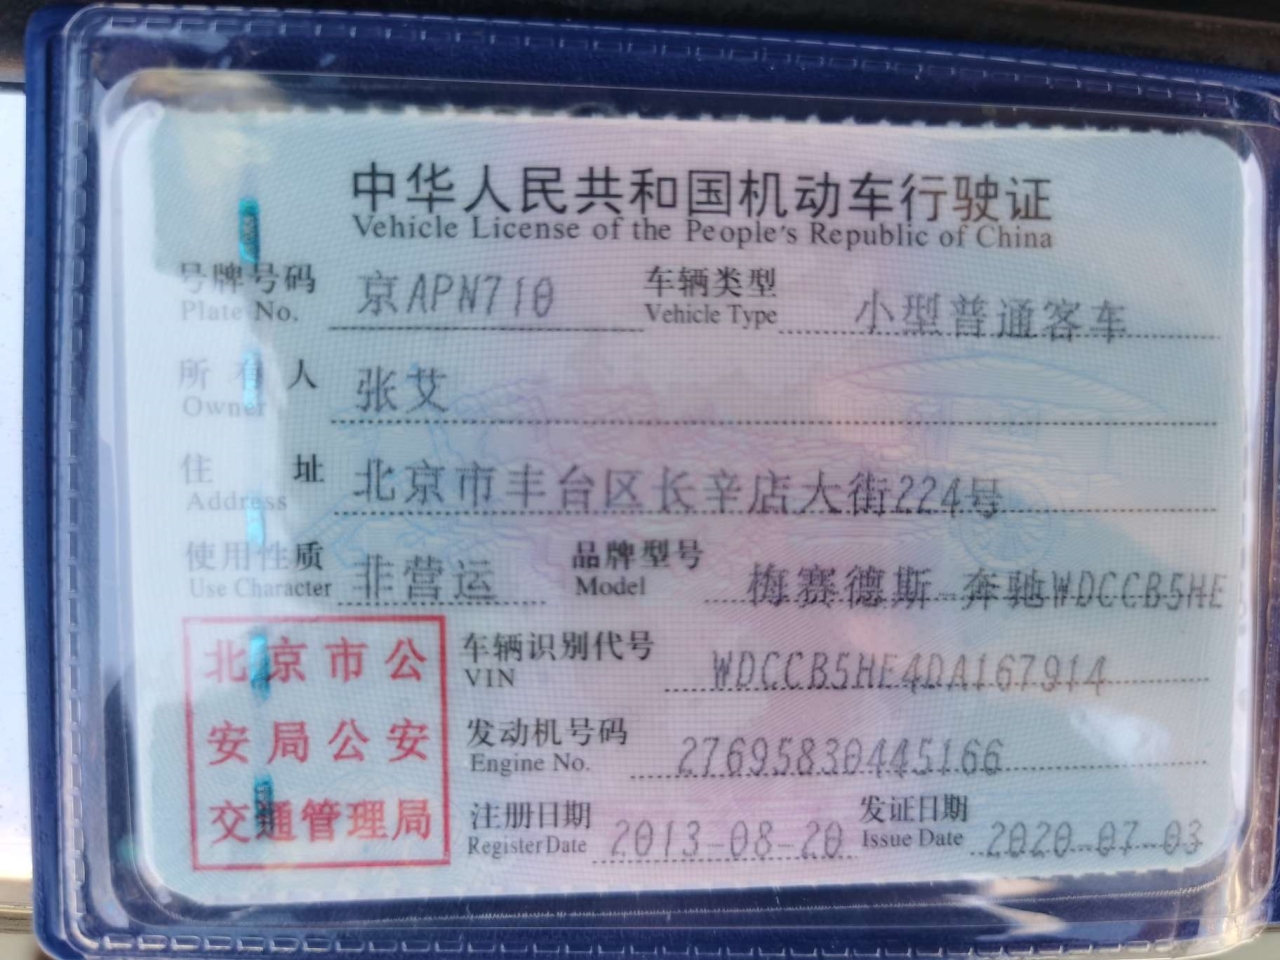 中华人民共和国机动车行驶证
Vehicle License of the People's Republic of China
号牌号码 京APN710 车辆类型 小型普通客车
Plate No. Vehicle Type
所有人 张艾
Owner
住址 北京市丰台区长辛店大街224号
Address
使用性质 非营运 品牌型号 梅赛德斯-奔驰WDCCB5HE
Use Character Model
北京市公
安局公安
交通管理局
车辆识别代号 WDCCB5HE4DA167914
VIN
发动机号码 27695830445166
Engine No.
注册日期 2013-08-20 发证日期 2020-07-03
Register Date Issue Date